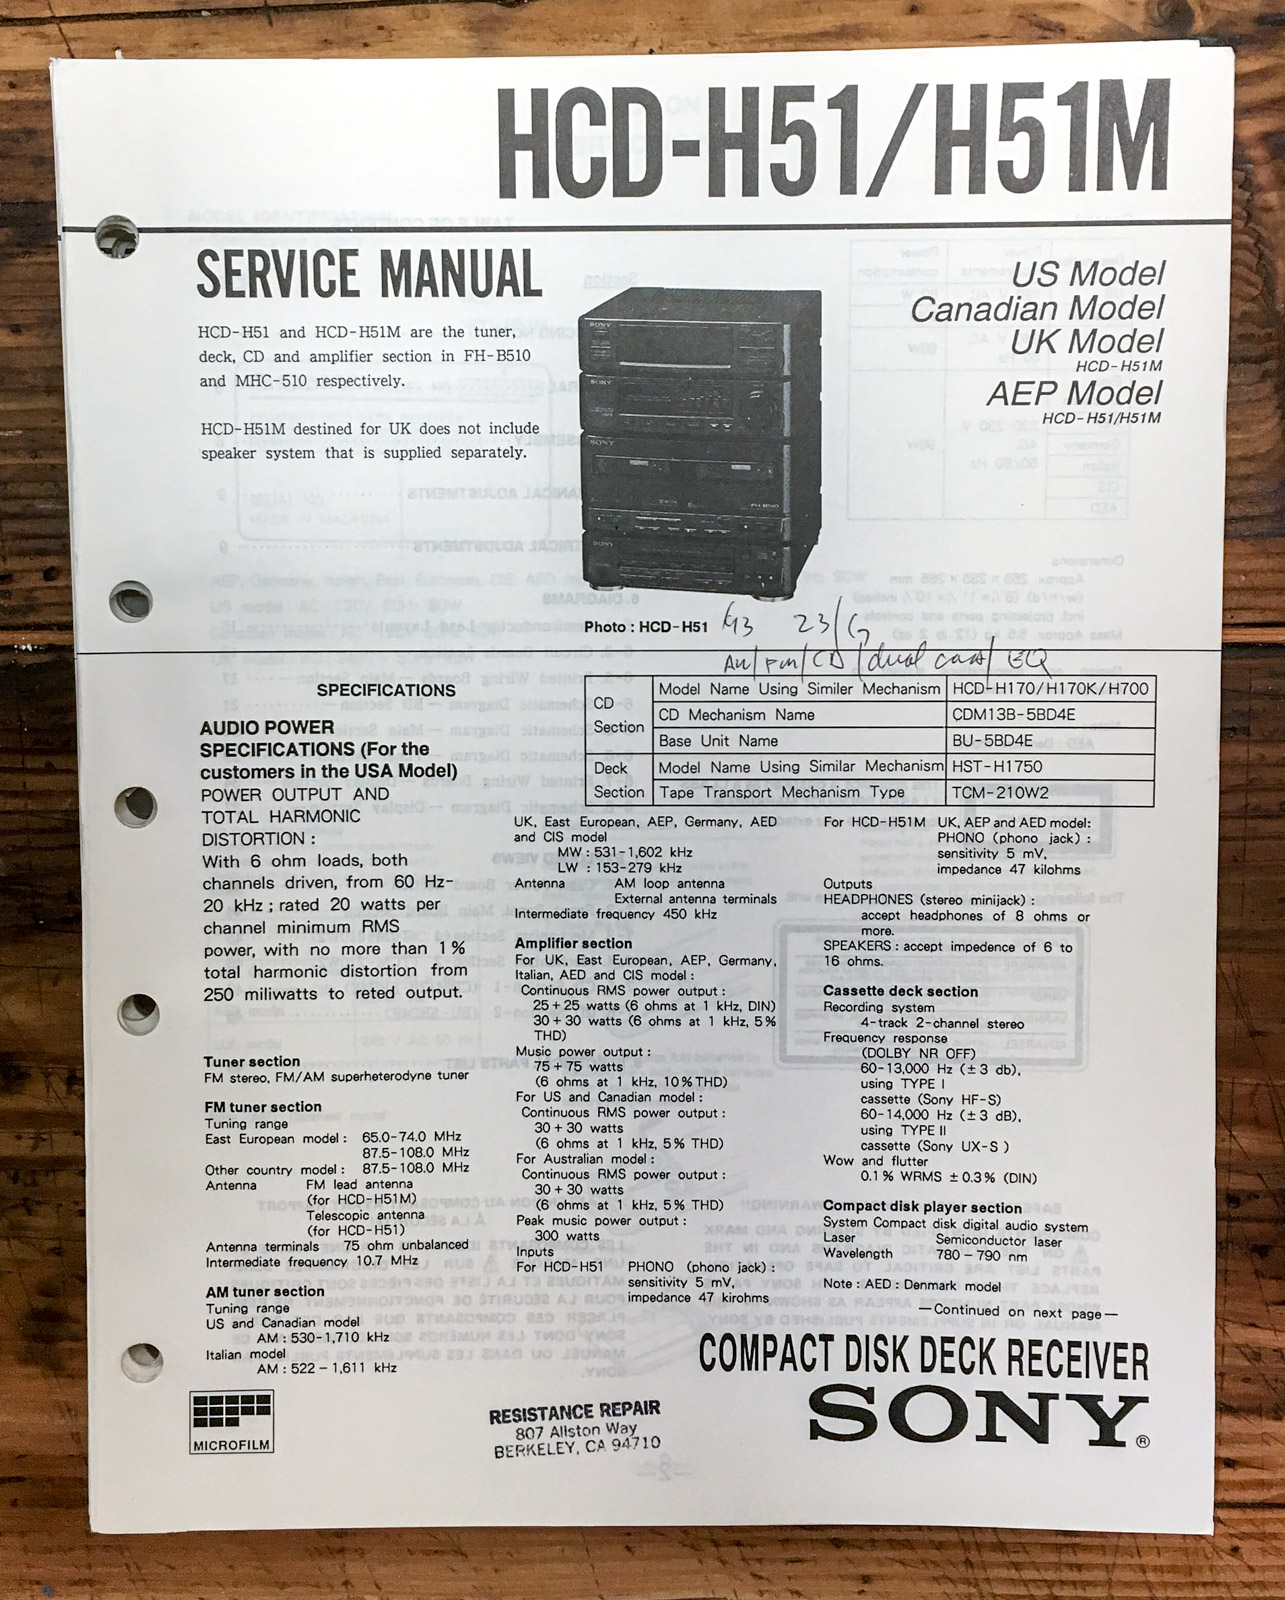 HCD-H51/H51M
SERVICE MANUAL
HCD-H51 and HCD-H51M are the tuner,
deck, CD and amplifier section in FH-B510
and MHC-510 respectively.
HCD-H51M destined for UK does not include
speaker system that is supplied separately.
US Model
Canadian Model
UK Model
HCD-H51M
AEP Model
HCD-H51/H51M
SONY
SONY
SONY
SONY
Photo : HCD-H51
23/G
AM/FM/CD/dual cass/EQ
SPECIFICATIONS
AUDIO POWER
SPECIFICATIONS (For the
customers in the USA Model)
POWER OUTPUT AND
TOTAL HARMONIC
DISTORTION :
With 6 ohm loads, both
channels driven, from 60 Hz-
20 kHz ; rated 20 watts per
channel minimum RMS
power, with no more than 1 %
total harmonic distortion from
250 miliwatts to reted output.
Tuner section
FM stereo, FM/AM superheterodyne tuner
FM tuner section
Tuning range
East European model : 65.0-74.0 MHz
87.5-108.0 MHz
Other country model : 87.5-108.0 MHz
Antenna FM lead antenna
(for HCD-H51M)
Telescopic antenna
(for HCD-H51)
Antenna terminals 75 ohm unbalanced
Intermediate frequency 10.7 MHz
AM tuner section
Tuning range
US and Canadian model
AM : 530-1,710 kHz
Italian model
AM : 522 - 1,611 kHz
CD Section
Model Name Using Similer Mechanism HCD-H170/H170K/H700
CD Mechanism Name CDM13B-5BD4E
Base Unit Name BU-5BD4E
Deck Section
Model Name Using Similar Mechanism HST-H1750
Tape Transport Mechanism Type TCM-210W2
UK, East European, AEP, Germany, AED
and CIS model
MW : 531-1,602 kHz
LW : 153-279 kHz
Antenna AM loop antenna
External antenna terminals
Intermediate frequency 450 kHz
Amplifier section
For UK, East European, AEP, Germany,
Italian, AED and CIS model :
Continuous RMS power output :
25 + 25 watts (6 ohms at 1 kHz, DIN)
30 + 30 watts (6 ohms at 1 kHz, 5 %
THD)
Music power output :
75 + 75 watts
(6 ohms at 1 kHz, 10 % THD)
For US and Canadian model :
Continuous RMS power output :
30 + 30 watts
(6 ohms at 1 kHz, 5 % THD)
For Australian model :
Continuous RMS power output :
30 + 30 watts
(6 ohms at 1 kHz, 5 % THD)
Peak music power output :
300 watts
Inputs
For HCD-H51 PHONO (phono jack) :
sensitivity 5 mV,
impedance 47 kirohms
For HCD-H51M UK, AEP and AED model:
PHONO (phono jack) :
sensitivity 5 mV,
impedance 47 kilohms
Outputs
HEADPHONES (stereo minijack) :
accept headphones of 8 ohms or
more.
SPEAKERS : accept impedence of 6 to
16 ohms.
Cassette deck section
Recording system
4-track 2-channel stereo
Frequency response
(DOLBY NR OFF)
60-13,000 Hz (± 3 db),
using TYPE I
cassette (Sony HF-S)
60-14,000 Hz (± 3 dB),
using TYPE II
cassette (Sony UX-S )
Wow and flutter
0.1 % WRMS ± 0.3 % (DIN)
Compact disk player section
System Compact disk digital audio system
Laser Semiconductor laser
Wavelength 780 - 790 nm
Note : AED : Denmark model
—Continued on next page—
COMPACT DISK DECK RECEIVER
SONY®
MICROFILM
RESISTANCE REPAIR
807 Allston Way
BERKELEY, CA 94710